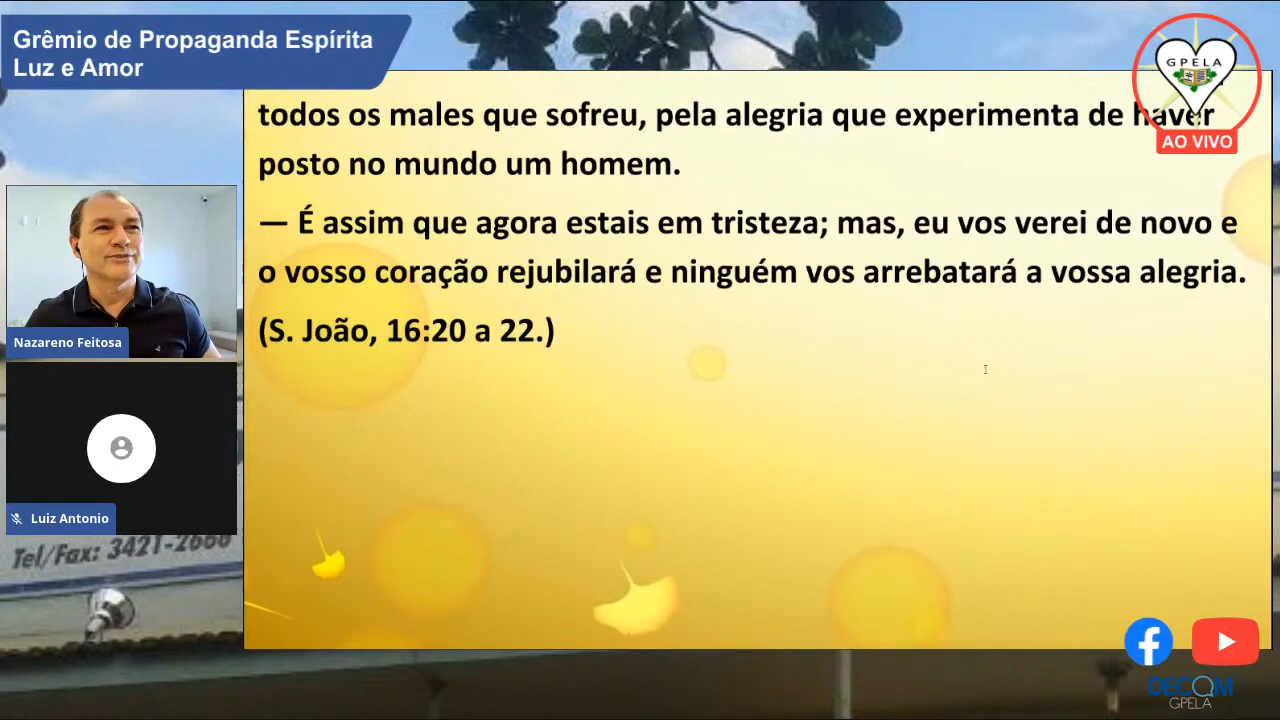 Grêmio de Propaganda Espírita
Luz e Amor
GPELA
AO VIVO
todos os males que sofreu, pela alegria que experimenta de haver
posto no mundo um homem.
— É assim que agora estais em tristeza; mas, eu vos verei de novo e
o vosso coração rejubilará e ninguém vos arrebatará a vossa alegria.
(S. João, 16:20 a 22.)
Nazareno Feitosa
Luiz Antonio
Tel/Fax: 3421-2666
DECOM
GPELA